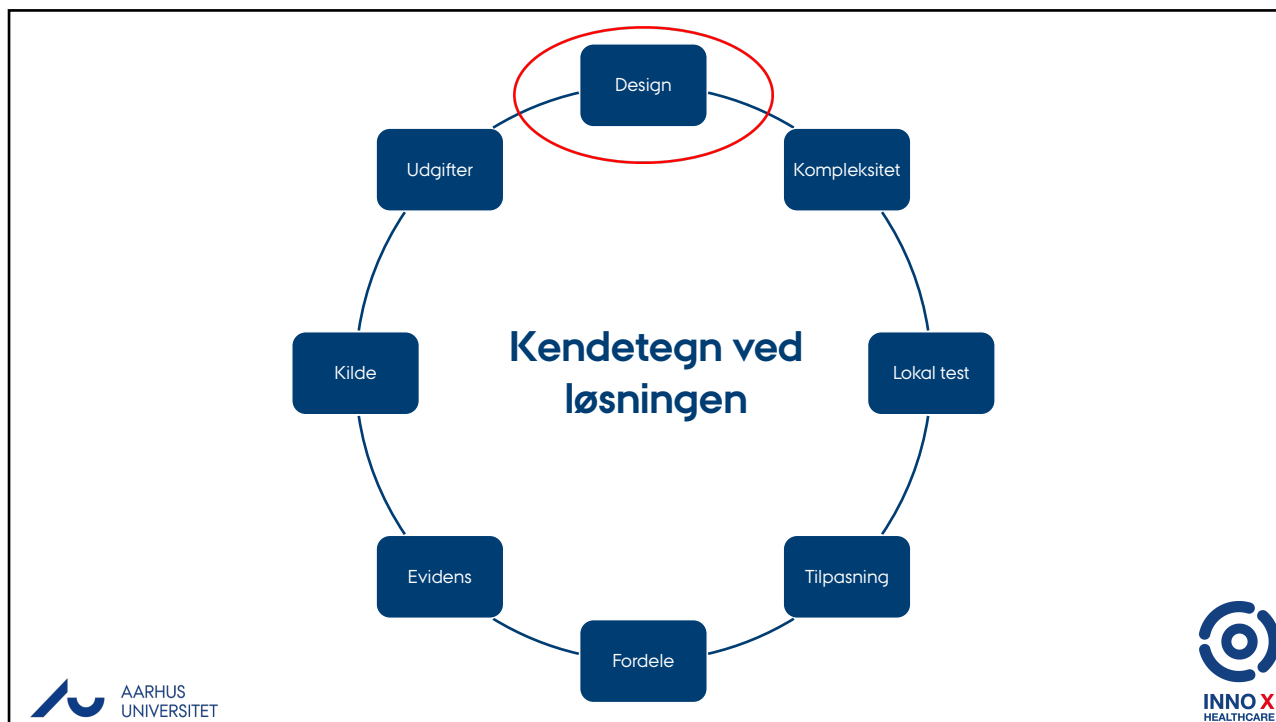 Design
Kompleksitet
Lokal test
Tilpasning
Fordele
Evidens
Kilde
Udgifter
Kendetegn ved
løsningen
AARHUS
UNIVERSITET
INNO X
HEALTHCARE